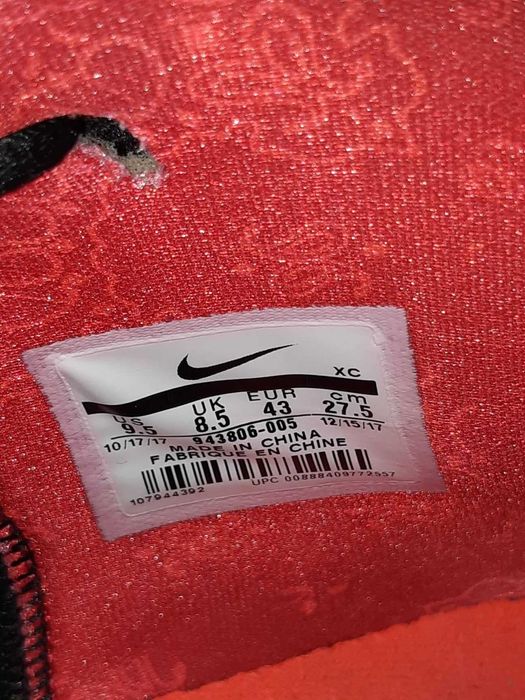 XC
US UK EUR cm
9.5 8.5 43 27.5
10/17/17 943806-005 12/15/17
MADE IN CHINA
FABRIQUE EN CHINE
UPC 00888409772557
107944392